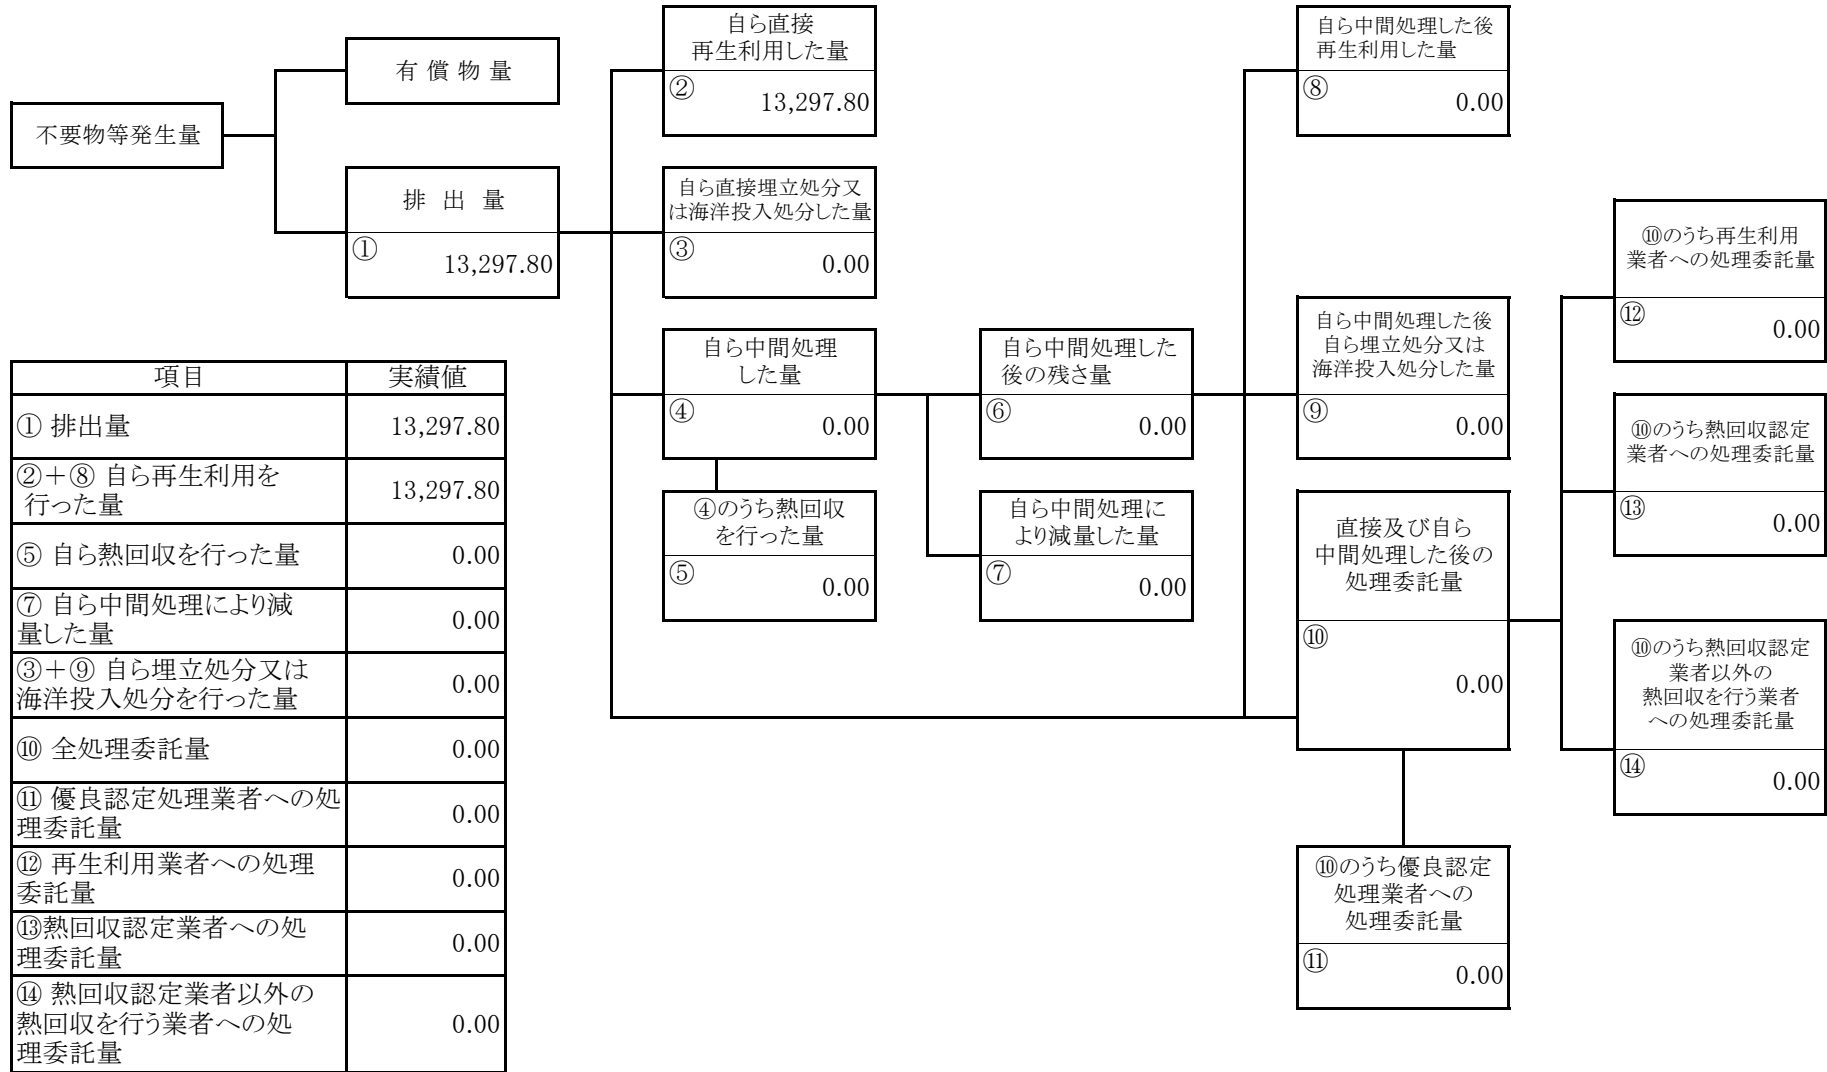 不要物等発生量
有 償 物 量
排 出 量
①
13,297.80
自ら直接
再生利用した量
②
13,297.80
自ら直接埋立処分又
は海洋投入処分した量
③
0.00
自ら中間処理
した量
④
0.00
④のうち熱回収
を行った量
⑤
0.00
自ら中間処理した
後の残さ量
⑥
0.00
自ら中間処理に
より減量した量
⑦
0.00
自ら中間処理した後
再生利用した量
⑧
0.00
自ら中間処理した後
自ら埋立処分又は
海洋投入処分した量
⑨
0.00
直接及び自ら
中間処理した後の
処理委託量
⑩
0.00
⑩のうち優良認定
処理業者への
処理委託量
⑪
0.00
⑩のうち再生利用
業者への処理委託量
⑫
0.00
⑩のうち熱回収認定
業者への処理委託量
⑬
0.00
⑩のうち熱回収認定
業者以外の
熱回収を行う業者
への処理委託量
⑭
0.00
項目 実績値
① 排出量 13,297.80
②＋⑧ 自ら再生利用を
行った量 13,297.80
⑤ 自ら熱回収を行った量 0.00
⑦ 自ら中間処理により減
量した量 0.00
③＋⑨ 自ら埋立処分又は
海洋投入処分を行った量 0.00
⑩ 全処理委託量 0.00
⑪ 優良認定処理業者への処
理委託量 0.00
⑫ 再生利用業者への処理
委託量 0.00
⑬熱回収認定業者への処
理委託量 0.00
⑭ 熱回収認定業者以外の
熱回収を行う業者への処
理委託量 0.00